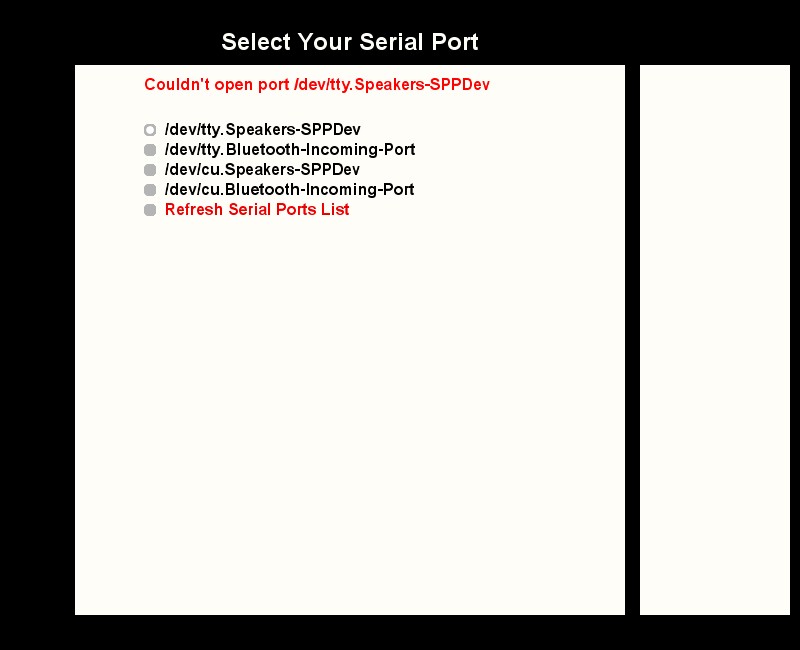 Select Your Serial Port
Couldn't open port /dev/tty.Speakers-SPPDev
/dev/tty.Speakers-SPPDev
/dev/tty.Bluetooth-Incoming-Port
/dev/cu.Speakers-SPPDev
/dev/cu.Bluetooth-Incoming-Port
Refresh Serial Ports List